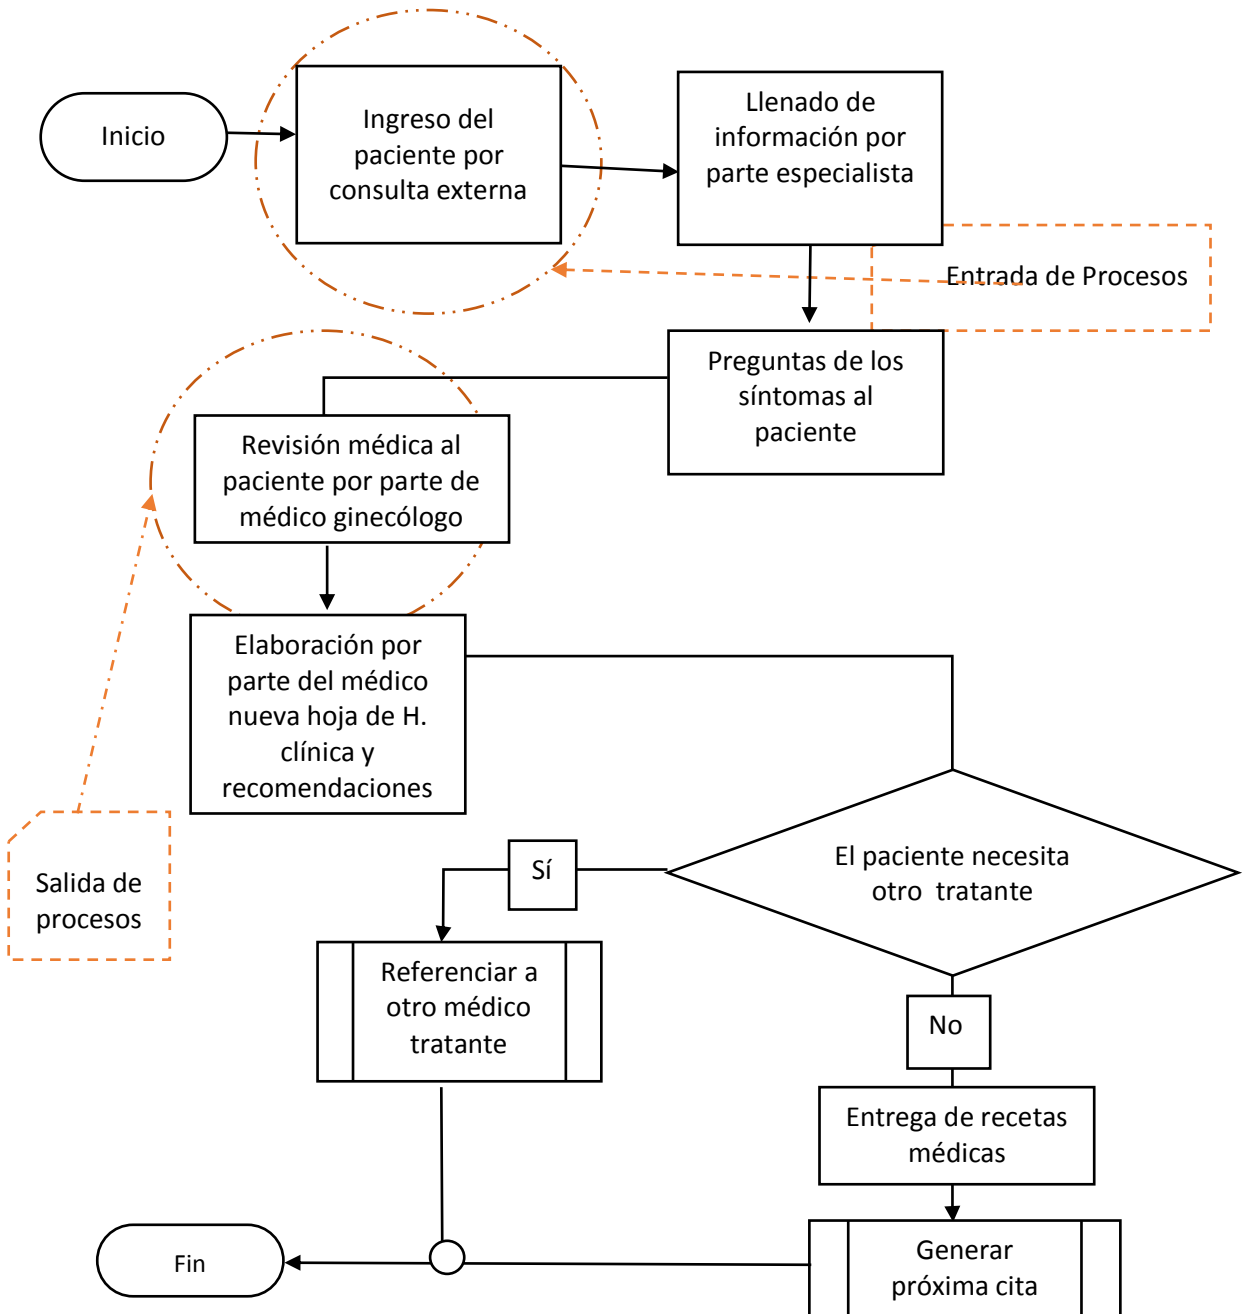 Inicio
Ingreso del
paciente por
consulta externa
Llenado de
información por
parte especialista
Entrada de Procesos
Preguntas de los
síntomas al
paciente
Revisión médica al
paciente por parte de
médico ginecólogo
Elaboración por
parte del médico
nueva hoja de H.
clínica y
recomendaciones
Salida de
procesos
El paciente necesita
otro  tratante
Sí
Referenciar a
otro médico
tratante
No
Entrega de recetas
médicas
Generar
próxima cita
Fin